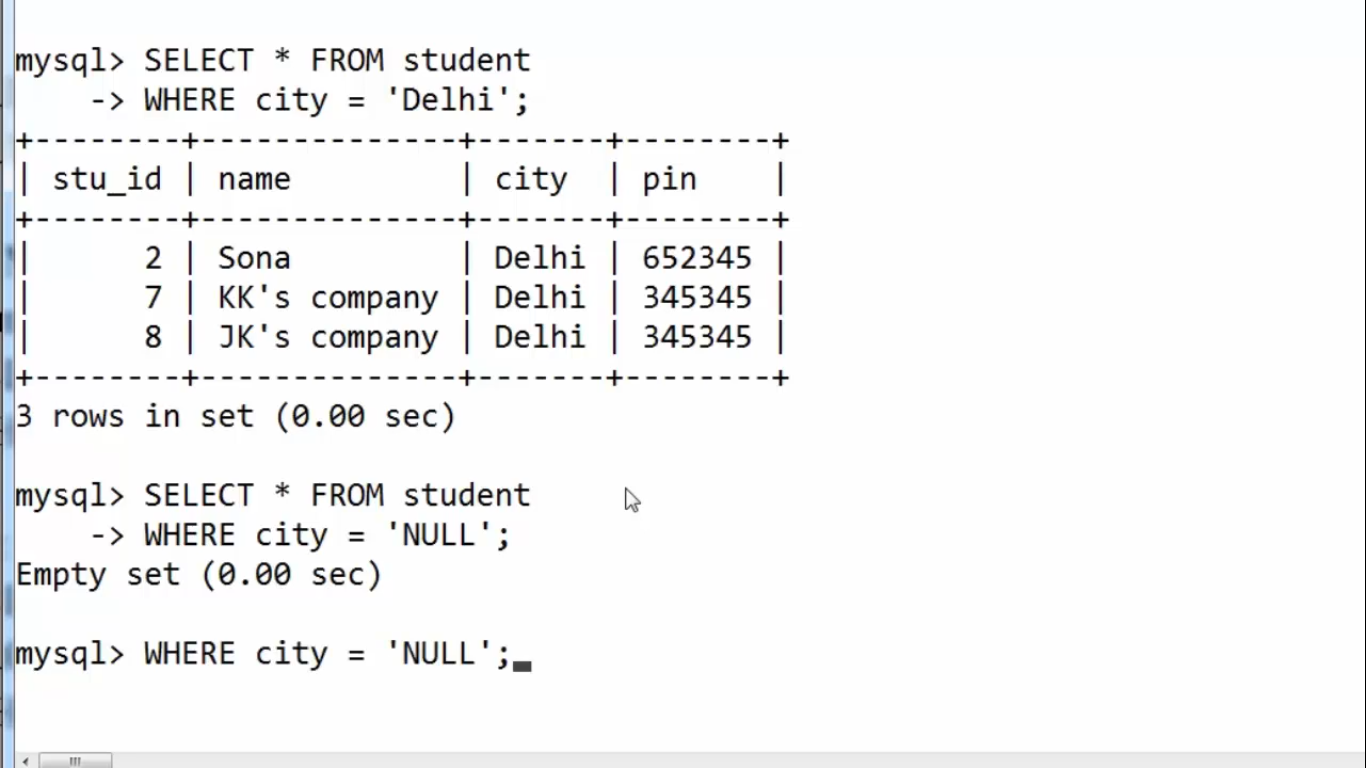 mysql> SELECT * FROM student
    -> WHERE city = 'Delhi';
+--------+--------------+-------+--------+
| stu_id | name         | city  | pin    |
+--------+--------------+-------+--------+
|      2 | Sona         | Delhi | 652345 |
|      7 | KK's company | Delhi | 345345 |
|      8 | JK's company | Delhi | 345345 |
+--------+--------------+-------+--------+
3 rows in set (0.00 sec)
mysql> SELECT * FROM student
    -> WHERE city = 'NULL';
Empty set (0.00 sec)
mysql> WHERE city = 'NULL';